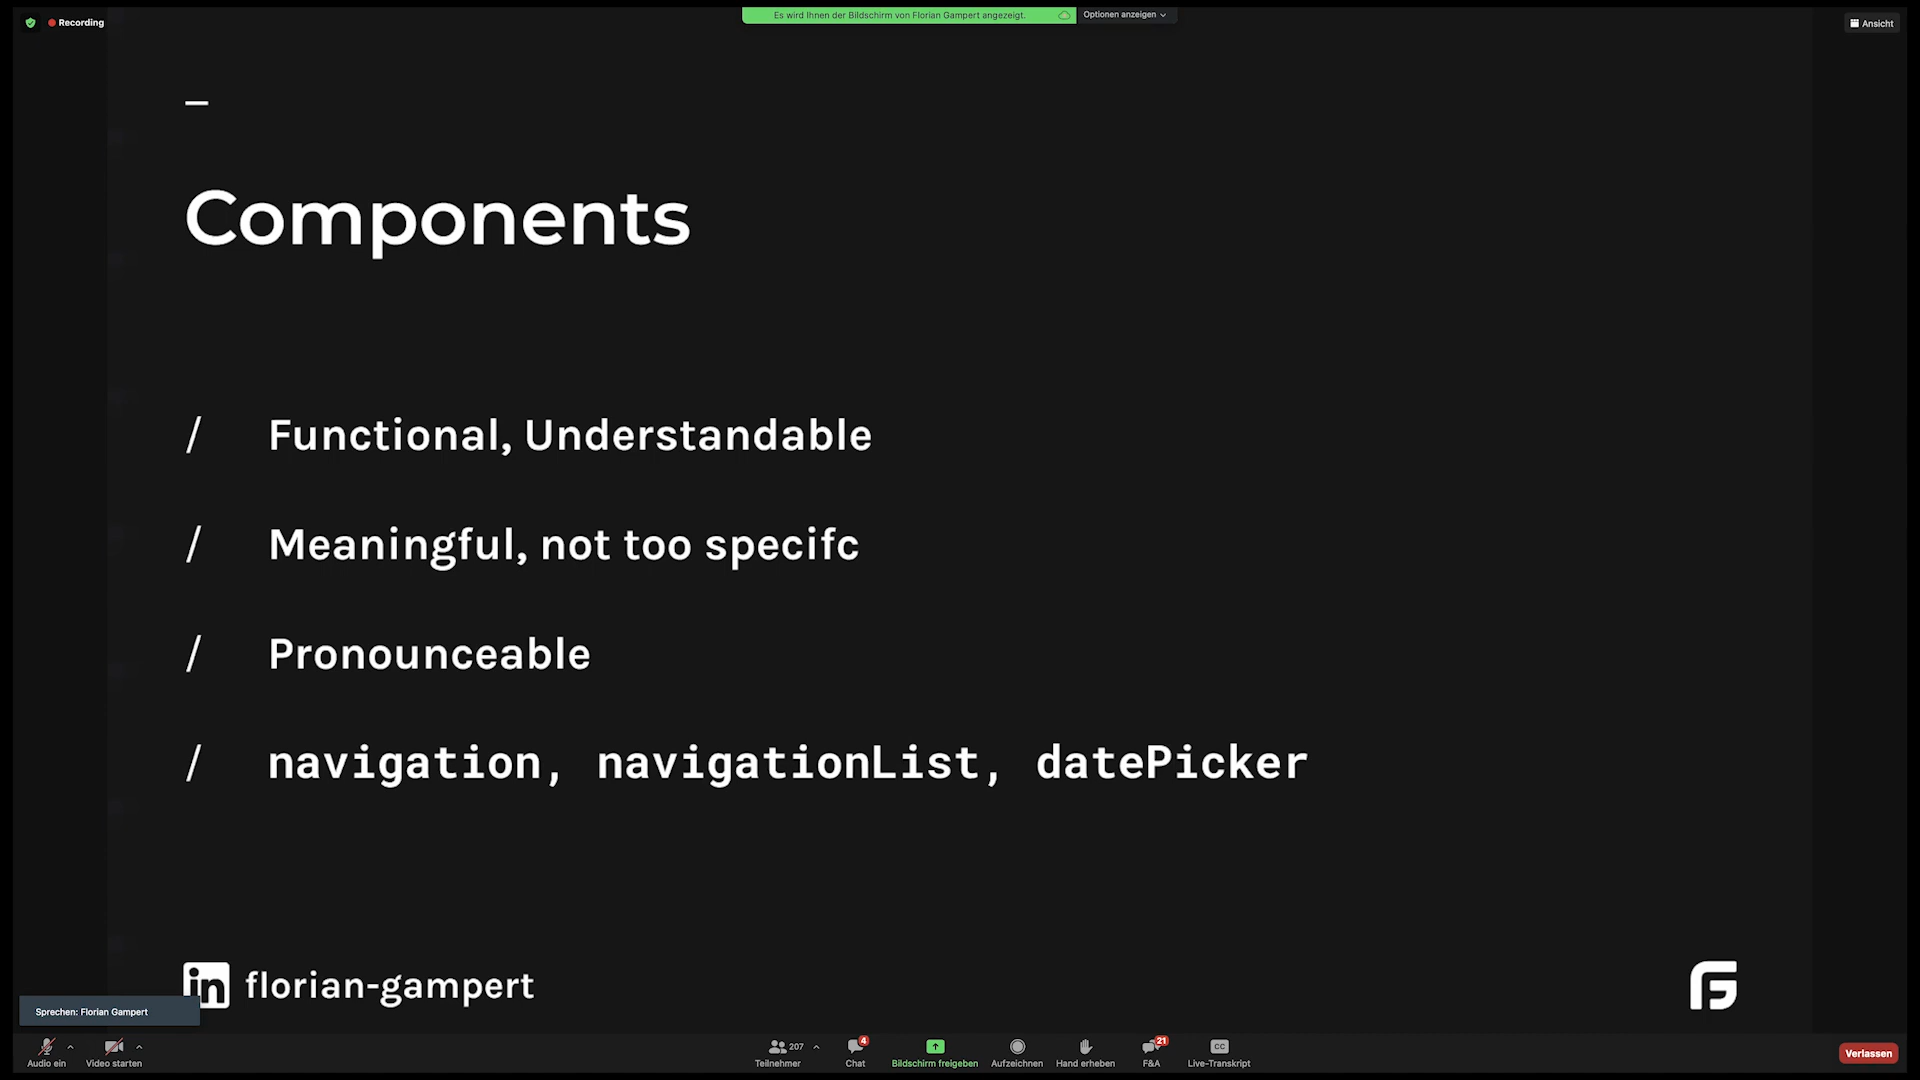 Recording
Es wird Ihnen der Bildschirm von Florian Gampert angezeigt.
Optionen anzeigen
Ansicht
Components
/ Functional, Understandable
/ Meaningful, not too specifc
/ Pronounceable
/ navigation, navigationList, datePicker
in florian-gampert
Sprechen: Florian Gampert
Audio ein
Video starten
207
Teilnehmer
4
Chat
Bildschirm freigeben
Aufzeichnen
Hand erheben
21
F&A
CC
Live-Transkript
Verlassen